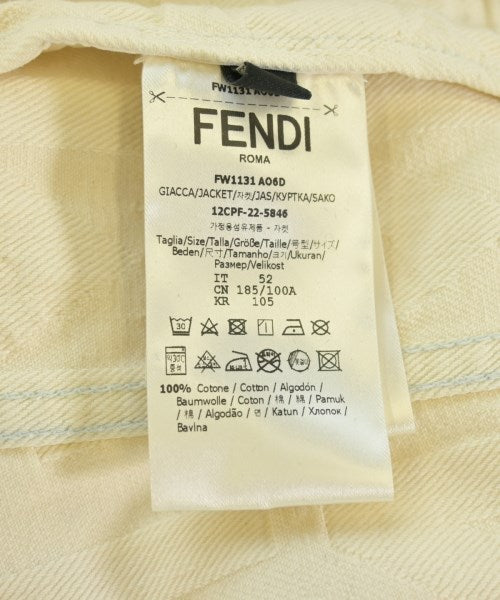 FW1131 A06D
FENDI
ROMA
FW1131 AO6D
GIACCA/JACKET/자켓/JAS/КУРТКА/SAKO
12CPF-22-5846
가정용섬유제품 - 자켓
Taglia/Size/Talla/Größe/Taille/号型/サイズ/
Beden/尺寸/Tamanho/크기/Ukuran/
Размер/Velikost
IT 52
CN 185/100A
KR 105
30
100% Cotone / Cotton / Algodón /
Baumwolle / Coton / 棉 / 綿 / Pamuk
/ 棉 / Algodão / 면 / Katun / Хлопок /
Bavlna